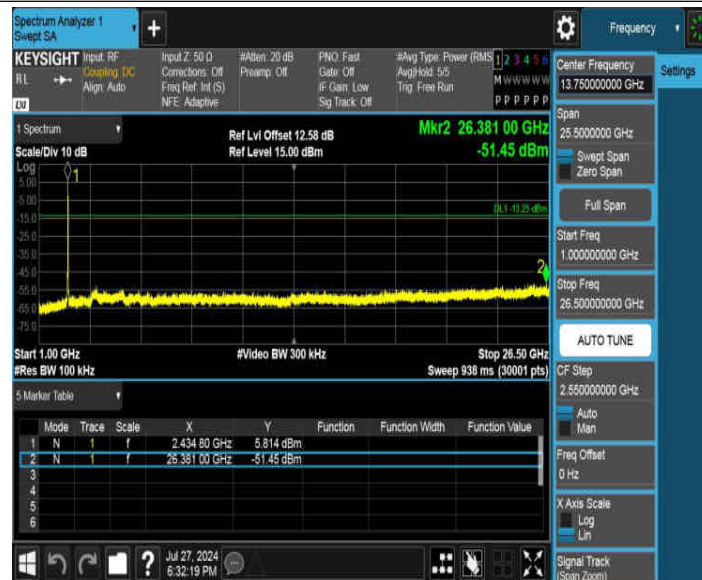 Spectrum Analyzer 1
Swept SA
+
Frequency
KEYSIGHT
RL
LXI
Input: RF
Coupling: DC
Align: Auto
Input Z: 50 Ω
Corrections: Off
Freq Ref: Int (S)
NFE: Adaptive
#Atten: 20 dB
Preamp: Off
PNO: Fast
Gate: Off
IF Gain: Low
Sig Track: Off
#Avg Type: Power (RMS
Avg|Hold: 5/5
Trig: Free Run
1 2 3 4 5 6
M W W W W W
P P P P P P
1 Spectrum
Scale/Div 10 dB
Ref Lvl Offset 12.58 dB
Ref Level 15.00 dBm
Mkr2 26.381 00 GHz
-51.45 dBm
Log
5.00
-5.00
-15.0
-25.0
-35.0
-45.0
-55.0
-65.0
-75.0
1
2
DL1 -13.25 dBm
Start 1.00 GHz
#Res BW 100 kHz
#Video BW 300 kHz
Stop 26.50 GHz
Sweep 938 ms (30001 pts)
5 Marker Table
Mode Trace Scale X Y Function Function Width Function Value
1 N 1 f 2.434 80 GHz 5.814 dBm
2 N 1 f 26.381 00 GHz -51.45 dBm
3
4
5
6
Center Frequency
13.750000000 GHz
Settings
Span
25.5000000 GHz
Swept Span
Zero Span
Full Span
Start Freq
1.000000000 GHz
Stop Freq
26.500000000 GHz
AUTO TUNE
CF Step
2.550000000 GHz
Auto
Man
Freq Offset
0 Hz
X Axis Scale
Log
Lin
Signal Track
(Span Zoom)
?
Jul 27, 2024
6:32:19 PM